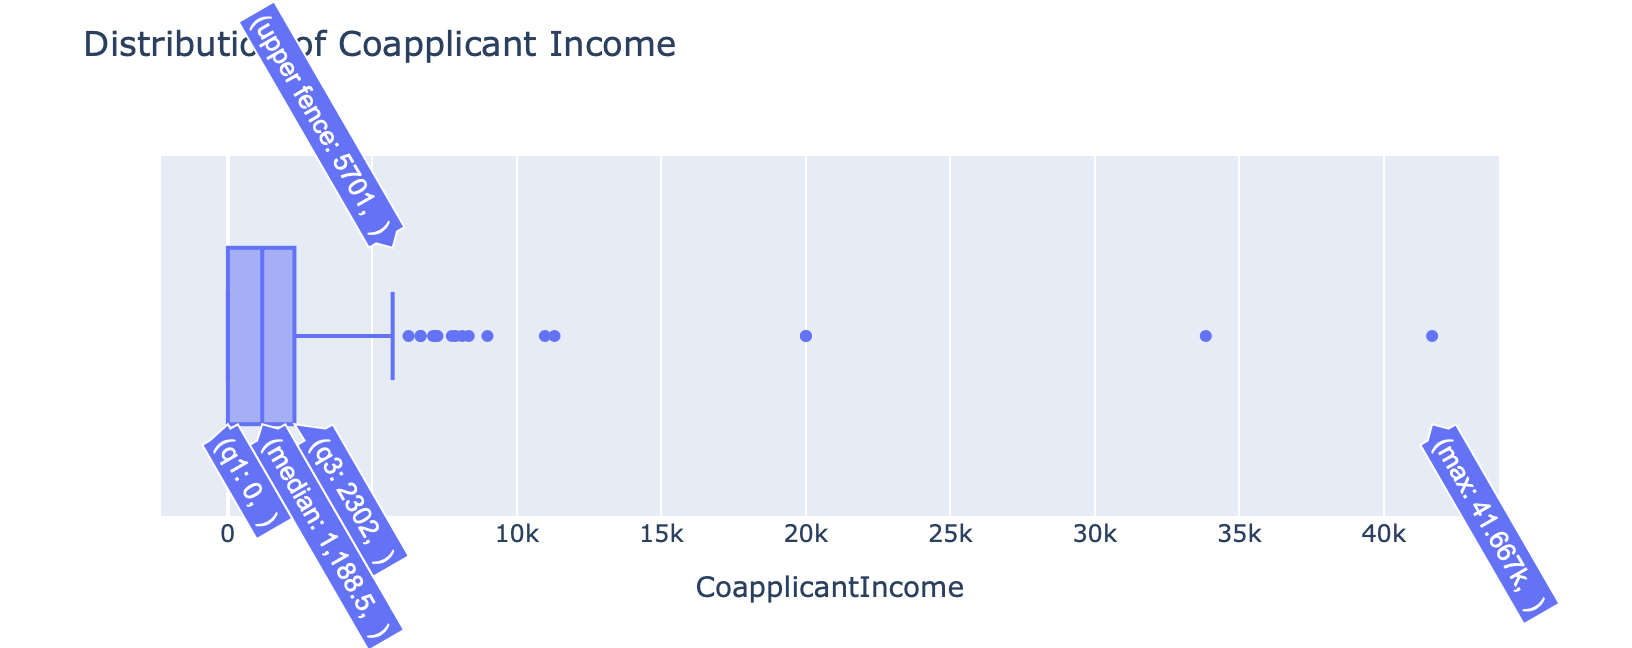 Distribution of Coapplicant Income
(upper fence: 5701,  )
(q1: 0,  )
(median: 1,188.5,  )
(q3: 2302,  )
(max: 41.667k,  )
0
10k
15k
20k
25k
30k
35k
40k
CoapplicantIncome